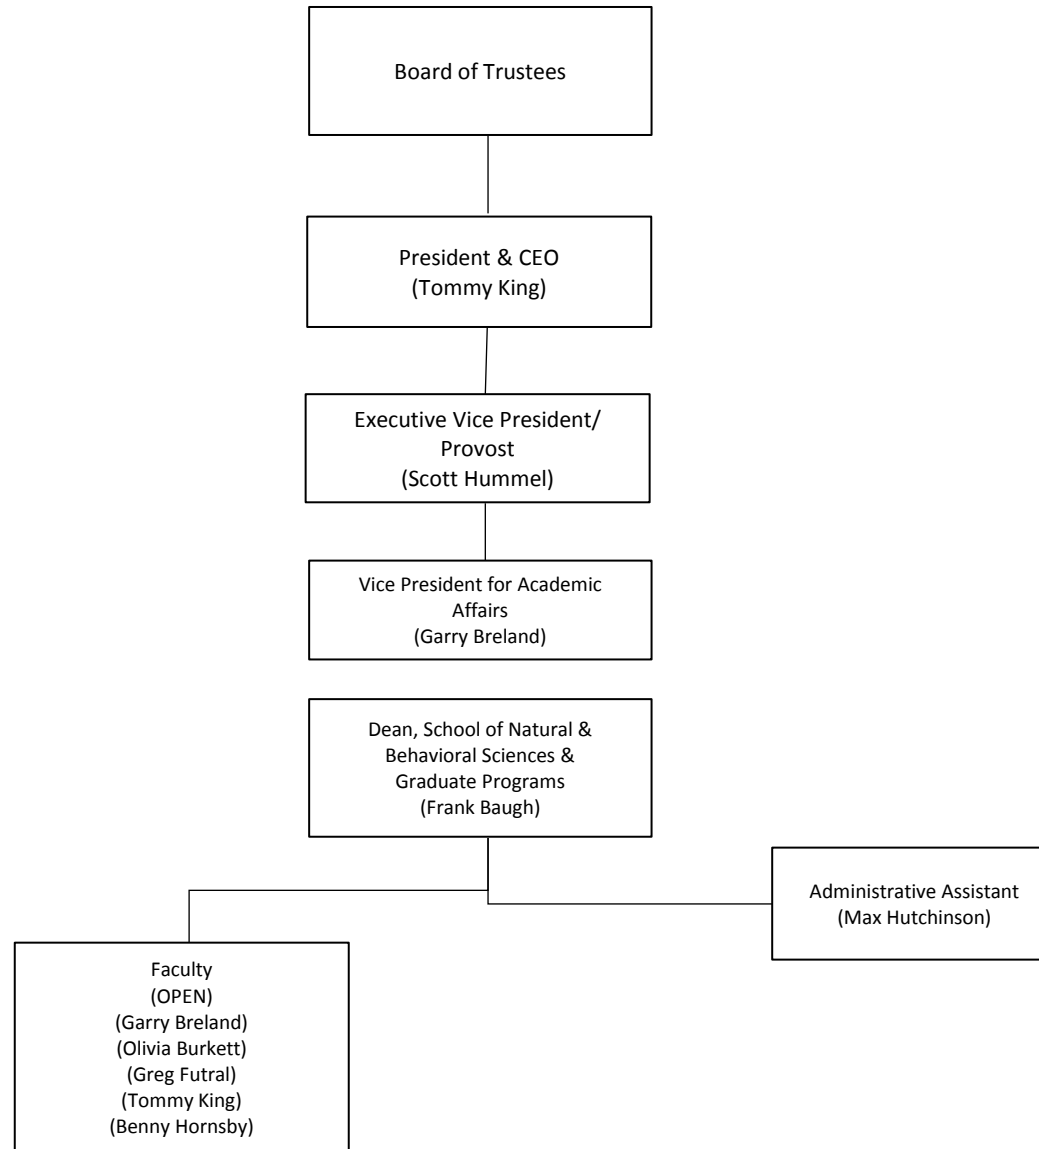 Board of Trustees
President & CEO
(Tommy King)
Executive Vice President/
Provost
(Scott Hummel)
Vice President for Academic
Affairs
(Garry Breland)
Dean, School of Natural &
Behavioral Sciences &
Graduate Programs
(Frank Baugh)
Administrative Assistant
(Max Hutchinson)
Faculty
(OPEN)
(Garry Breland)
(Olivia Burkett)
(Greg Futral)
(Tommy King)
(Benny Hornsby)